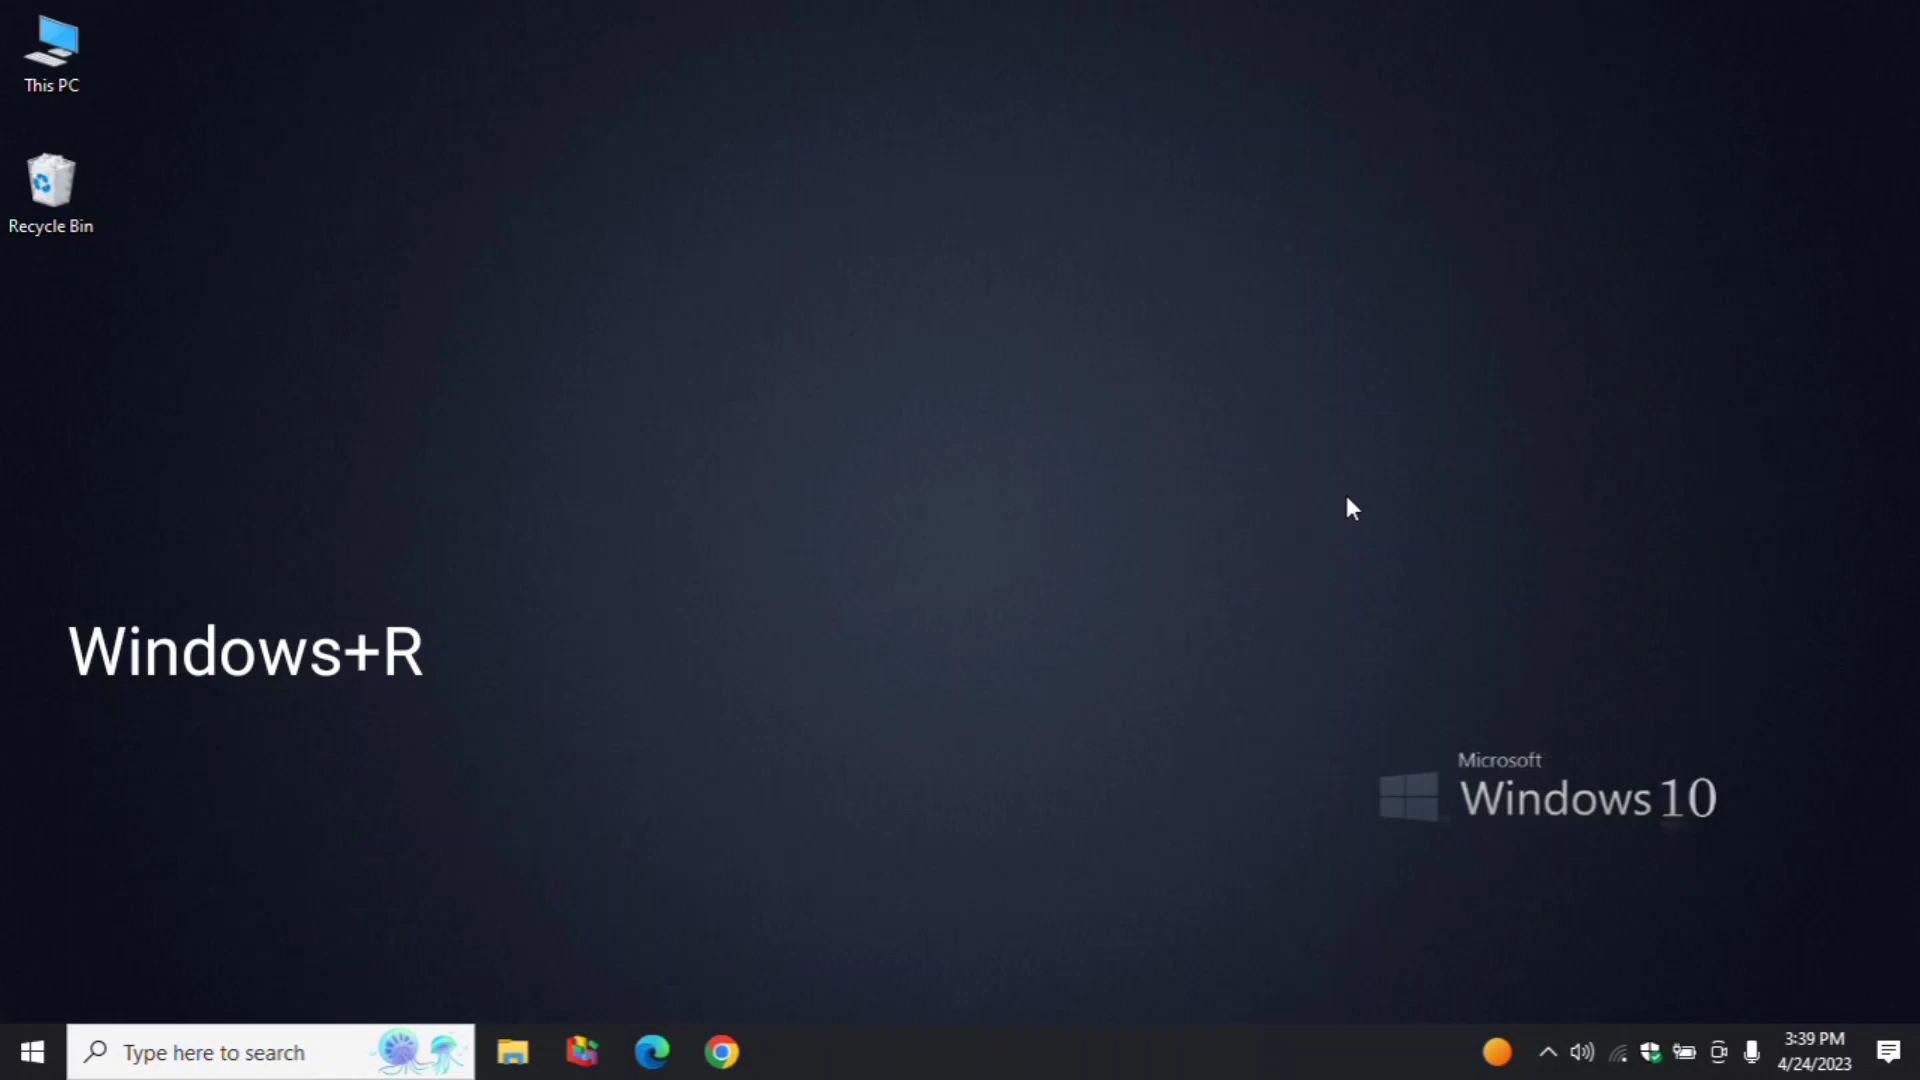 This PC
Recycle Bin
Windows+R
Microsoft
Windows 10
Type here to search
3:39 PM
4/24/2023